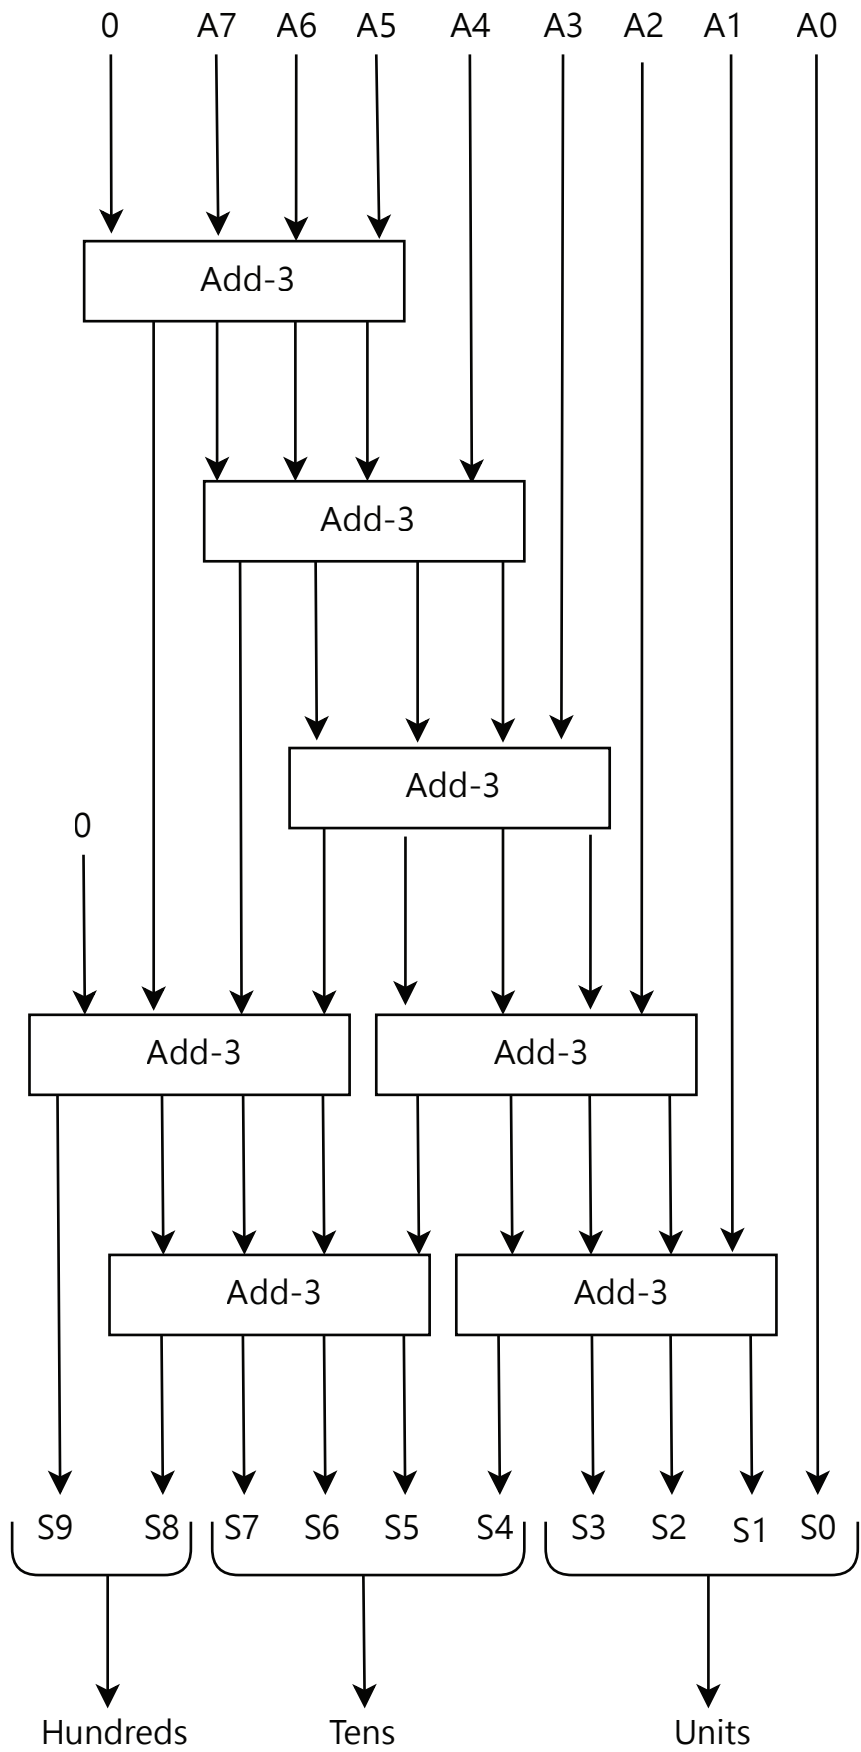 0 A7 A6 A5 A4 A3 A2 A1 A0
Add-3
Add-3
Add-3
0
Add-3 Add-3
Add-3 Add-3
S9 S8 S7 S6 S5 S4 S3 S2 S1 S0
Hundreds Tens Units